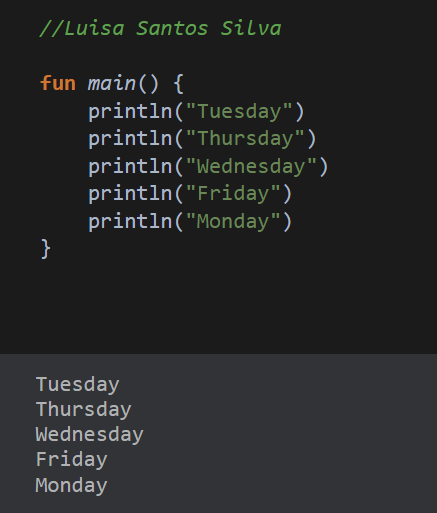 //Luisa Santos Silva
fun main() {
println("Tuesday")
println("Thursday")
println("Wednesday")
println("Friday")
println("Monday")
}
Tuesday
Thursday
Wednesday
Friday
Monday